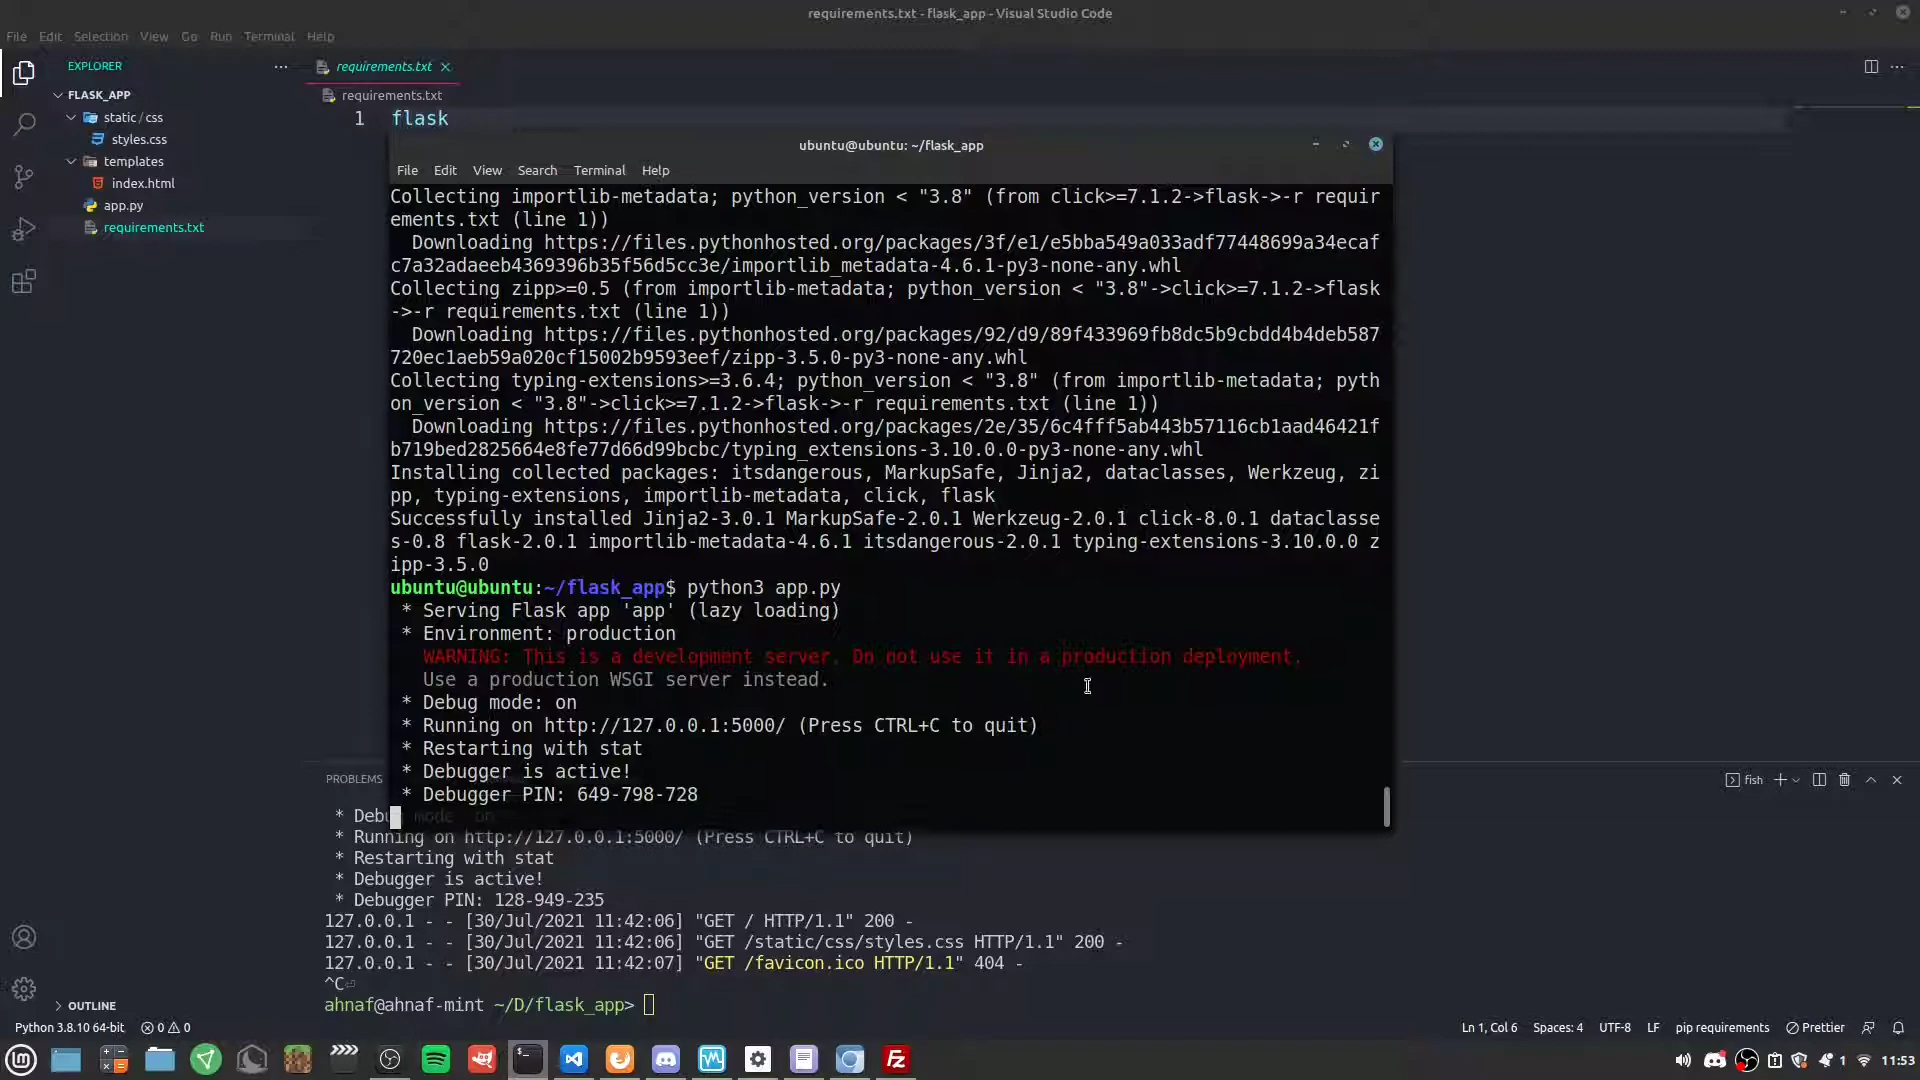 requirements.txt - flask_app - Visual Studio Code
File Edit Selection View Go Run Terminal Help
EXPLORER
requirements.txt
FLASK_APP
requirements.txt
static / css
1 flask
styles.css
templates
index.html
app.py
requirements.txt
ubuntu@ubuntu: ~/flask_app
File Edit View Search Terminal Help
Collecting importlib-metadata; python_version < "3.8" (from click>=7.1.2->flask->-r requir
ements.txt (line 1))
Downloading https://files.pythonhosted.org/packages/3f/e1/e5bba549a033adf77448699a34ecaf
c7a32adaeeb4369396b35f56d5cc3e/importlib_metadata-4.6.1-py3-none-any.whl
Collecting zipp>=0.5 (from importlib-metadata; python_version < "3.8"->click>=7.1.2->flask
->-r requirements.txt (line 1))
Downloading https://files.pythonhosted.org/packages/92/d9/89f433969fb8dc5b9cbdd4b4deb587
720ec1aeb59a020cf15002b9593eef/zipp-3.5.0-py3-none-any.whl
Collecting typing-extensions>=3.6.4; python_version < "3.8" (from importlib-metadata; pyth
on_version < "3.8"->click>=7.1.2->flask->-r requirements.txt (line 1))
Downloading https://files.pythonhosted.org/packages/2e/35/6c4fff5ab443b57116cb1aad46421f
b719bed2825664e8fe77d66d99bcbc/typing_extensions-3.10.0.0-py3-none-any.whl
Installing collected packages: itsdangerous, MarkupSafe, Jinja2, dataclasses, Werkzeug, zi
pp, typing-extensions, importlib-metadata, click, flask
Successfully installed Jinja2-3.0.1 MarkupSafe-2.0.1 Werkzeug-2.0.1 click-8.0.1 dataclasse
s-0.8 flask-2.0.1 importlib-metadata-4.6.1 itsdangerous-2.0.1 typing-extensions-3.10.0.0 z
ipp-3.5.0
ubuntu@ubuntu:~/flask_app$ python3 app.py
* Serving Flask app 'app' (lazy loading)
* Environment: production
WARNING: This is a development server. Do not use it in a production deployment.
Use a production WSGI server instead.
* Debug mode: on
* Running on http://127.0.0.1:5000/ (Press CTRL+C to quit)
* Restarting with stat
* Debugger is active!
* Debugger PIN: 649-798-728
PROBLEMS
fish
* Debug mode on
* Running on http://127.0.0.1:5000/ (Press CTRL+C to quit)
* Restarting with stat
* Debugger is active!
* Debugger PIN: 128-949-235
127.0.0.1 - - [30/Jul/2021 11:42:06] "GET / HTTP/1.1" 200 -
127.0.0.1 - - [30/Jul/2021 11:42:06] "GET /static/css/styles.css HTTP/1.1" 200 -
127.0.0.1 - - [30/Jul/2021 11:42:07] "GET /favicon.ico HTTP/1.1" 404 -
^C⏎
ahnaf@ahnaf-mint ~/D/flask_app>
OUTLINE
Python 3.8.10 64-bit 0 0 Ln 1, Col 6 Spaces: 4 UTF-8 LF pip requirements Prettier
1 11:53